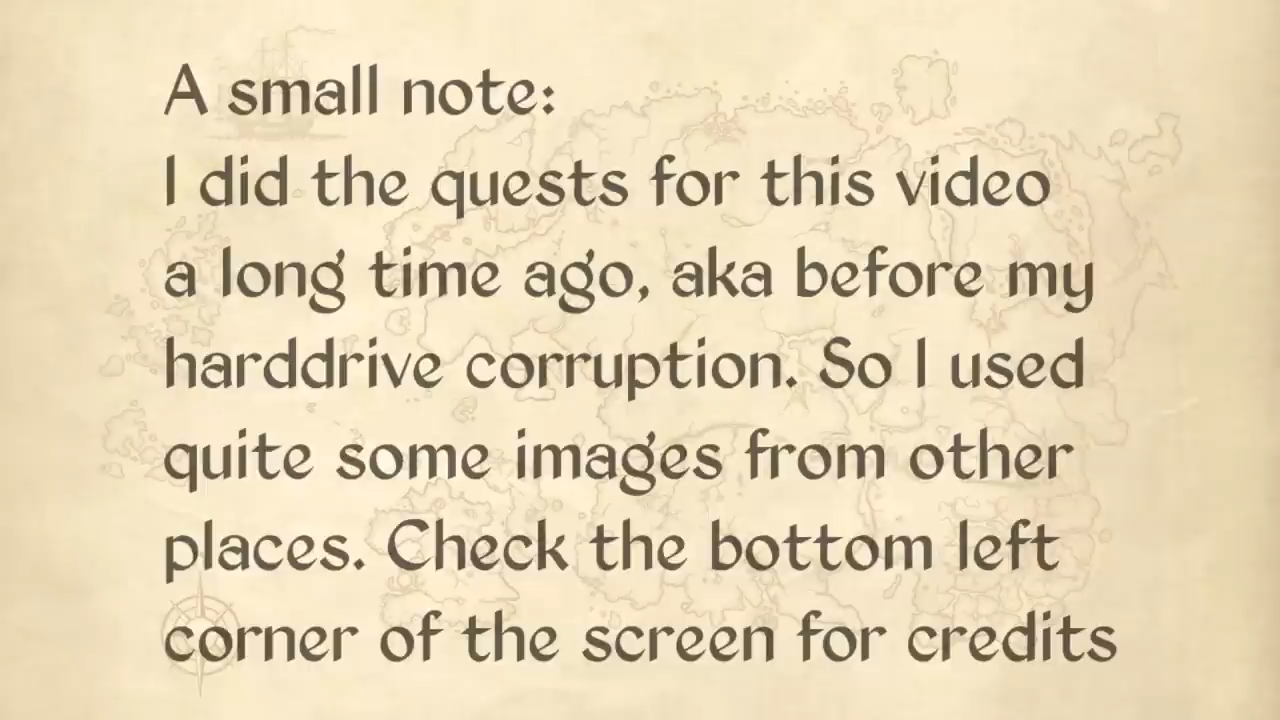 A small note:
I did the quests for this video
a long time ago, aka before my
harddrive corruption. So I used
quite some images from other
places. Check the bottom left
corner of the screen for credits